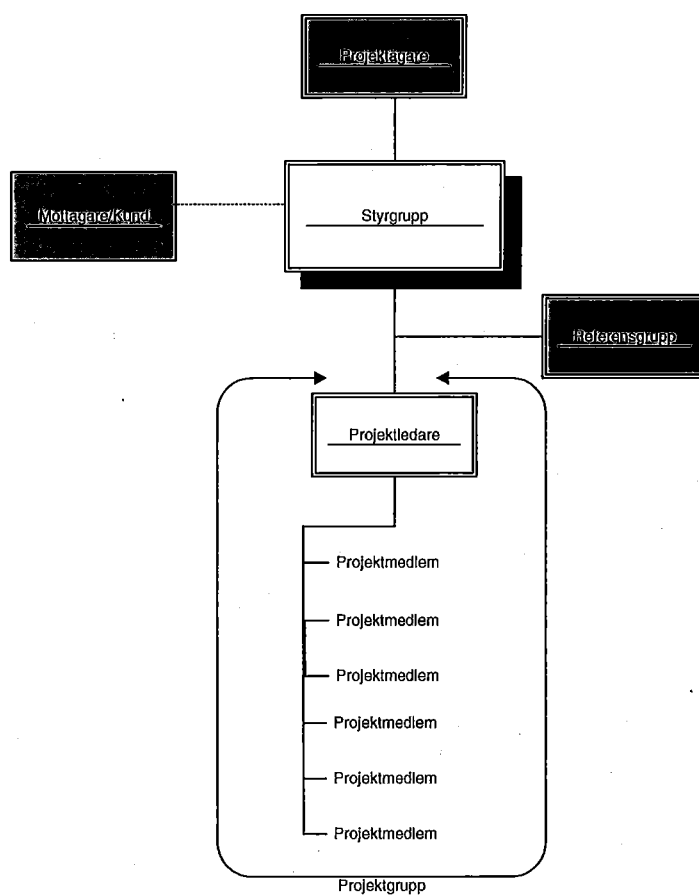 Projektägare
Mottagare/Kund
Styrgrupp
Referensgrupp
Projektledare
Projektmedlem
Projektmedlem
Projektmedlem
Projektmedlem
Projektmedlem
Projektmedlem
Projektgrupp